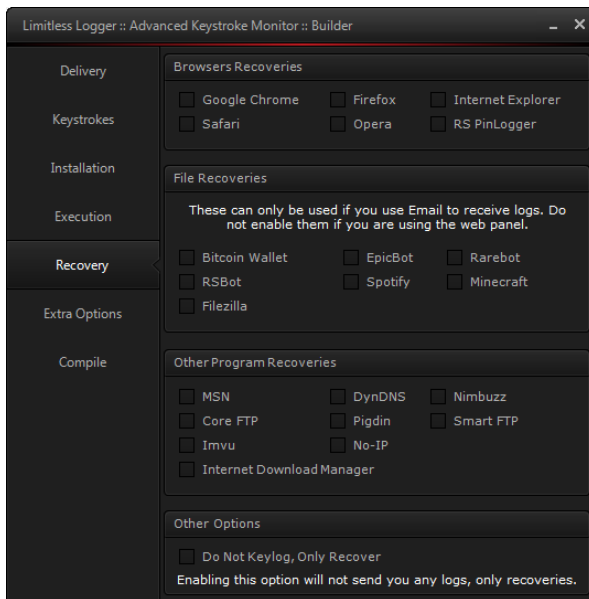 Limitless Logger :: Advanced Keystroke Monitor :: Builder
Delivery
Keystrokes
Installation
Execution
Recovery
Extra Options
Compile
Browsers Recoveries
Google Chrome Firefox Internet Explorer
Safari Opera RS PinLogger
File Recoveries
These can only be used if you use Email to receive logs. Do
not enable them if you are using the web panel.
Bitcoin Wallet EpicBot Rarebot
RSBot Spotify Minecraft
Filezilla
Other Program Recoveries
MSN DynDNS Nimbuzz
Core FTP Pigdin Smart FTP
Imvu No-IP
Internet Download Manager
Other Options
Do Not Keylog, Only Recover
Enabling this option will not send you any logs, only recoveries.